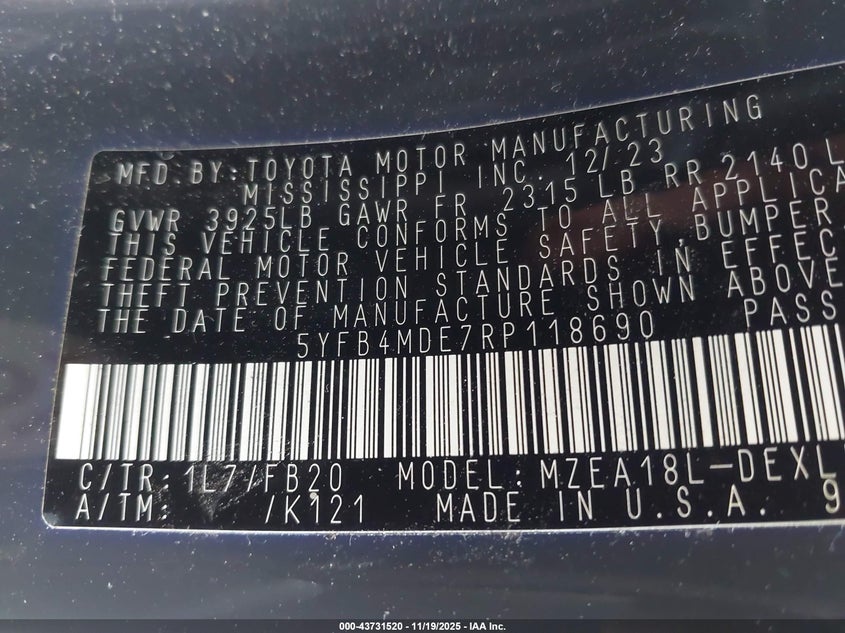 MFD.BY:TOYOTA MOTOR MANUFACTURING
MISSISSIPPI INC. 12/23
GVWR 3925LB GAWR FR 2315 LB RR 2140 L
THIS VEHICLE CONFORMS TO ALL APPLICA
FEDERAL MOTOR VEHICLE SAFETY,BUMPER,
THEFT PREVENTION STANDARDS IN EFFEC
THE DATE OF MANUFACTURE SHOWN ABOVE
5YFB4MDE7RP118690 PASS
C/TR:1L7/FB20 MODEL:MZEA18L-DEXL
A/TM: /K121 MADE IN U.S.A. 9
000-43731520 - 11/19/2025 - IAA Inc.